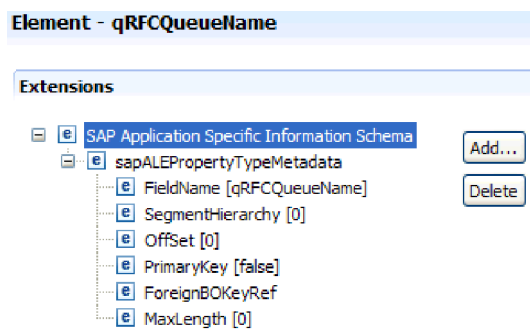 Element - qRFCQueueName
Extensions
e SAP Application Specific Information Schema
Add...
e sapALEPropertyTypeMetadata
e FieldName [qRFCQueueName]
Delete
e SegmentHierarchy [0]
e OffSet [0]
e PrimaryKey [false]
e ForeignBOKeyRef
e MaxLength [0]